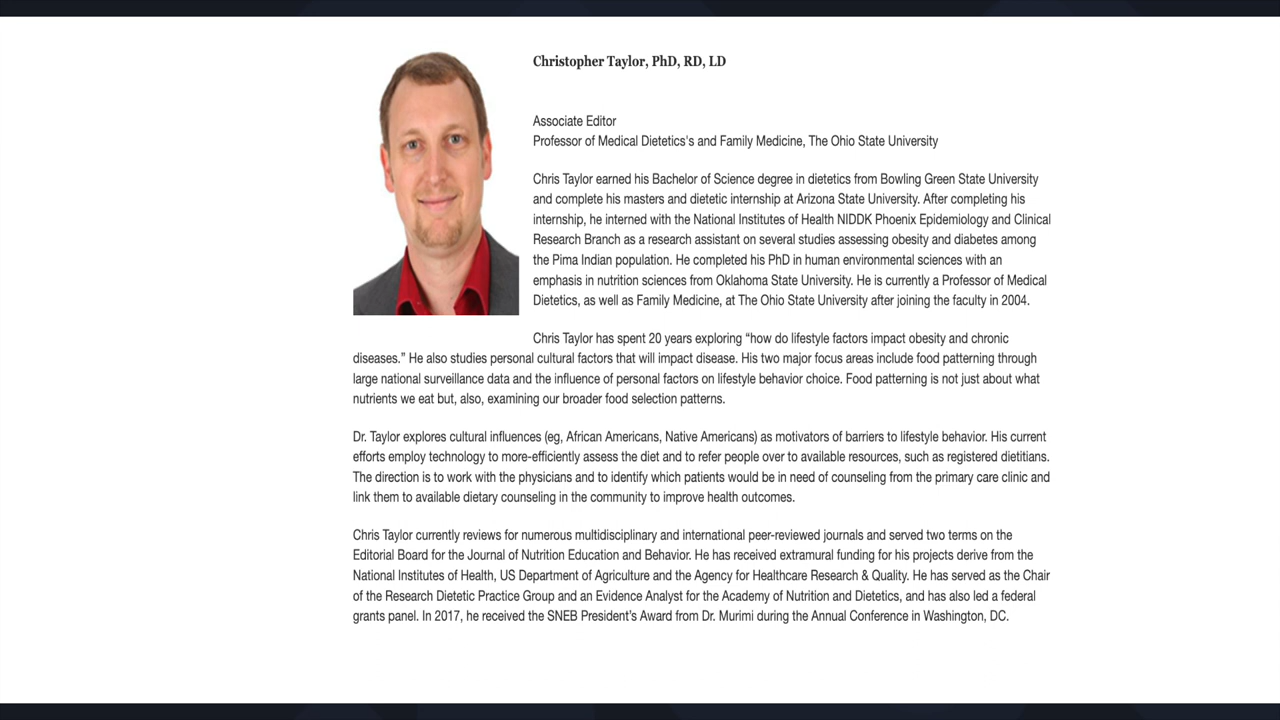 Christopher Taylor, PhD, RD, LD
Associate Editor
Professor of Medical Dietetic's and Family Medicine, The Ohio State University
Chris Taylor earned his Bachelor of Science degree in dietetics from Bowling Green State University
and complete his masters and dietetic internship at Arizona State University. After completing his
internship, he interned with the National Institutes of Health NIDDK Phoenix Epidemiology and Clinical
Research Branch as a research assistant on several studies assessing obesity and diabetes among
the Pima Indian population. He completed his PhD in human environmental sciences with an
emphasis in nutrition sciences from Oklahoma State University. He is currently a Professor of Medical
Dietetics, as well as Family Medicine, at The Ohio State University after joining the faculty in 2004.
Chris Taylor has spent 20 years exploring “how do lifestyle factors impact obesity and chronic
diseases.” He also studies personal cultural factors that will impact disease. His two major focus areas include food patterning through
large national surveillance data and the influence of personal factors on lifestyle behavior choice. Food patterning is not just about what
nutrients we eat but, also, examining our broader food selection patterns.
Dr. Taylor explores cultural influences (eg, African Americans, Native Americans) as motivators of barriers to lifestyle behavior. His current
efforts employ technology to more-efficiently assess the diet and to refer people over to available resources, such as registered dietitians.
The direction is to work with the physicians and to identify which patients would be in need of counseling from the primary care clinic and
link them to available dietary counseling in the community to improve health outcomes.
Chris Taylor currently reviews for numerous multidisciplinary and international peer-reviewed journals and served two terms on the
Editorial Board for the Journal of Nutrition Education and Behavior. He has received extramural funding for his projects derive from the
National Institutes of Health, US Department of Agriculture and the Agency for Healthcare Research & Quality. He has served as the Chair
of the Research Dietetic Practice Group and an Evidence Analyst for the Academy of Nutrition and Dietetics, and has also led a federal
grants panel. In 2017, he received the SNEB President’s Award from Dr. Murimi during the Annual Conference in Washington, DC.